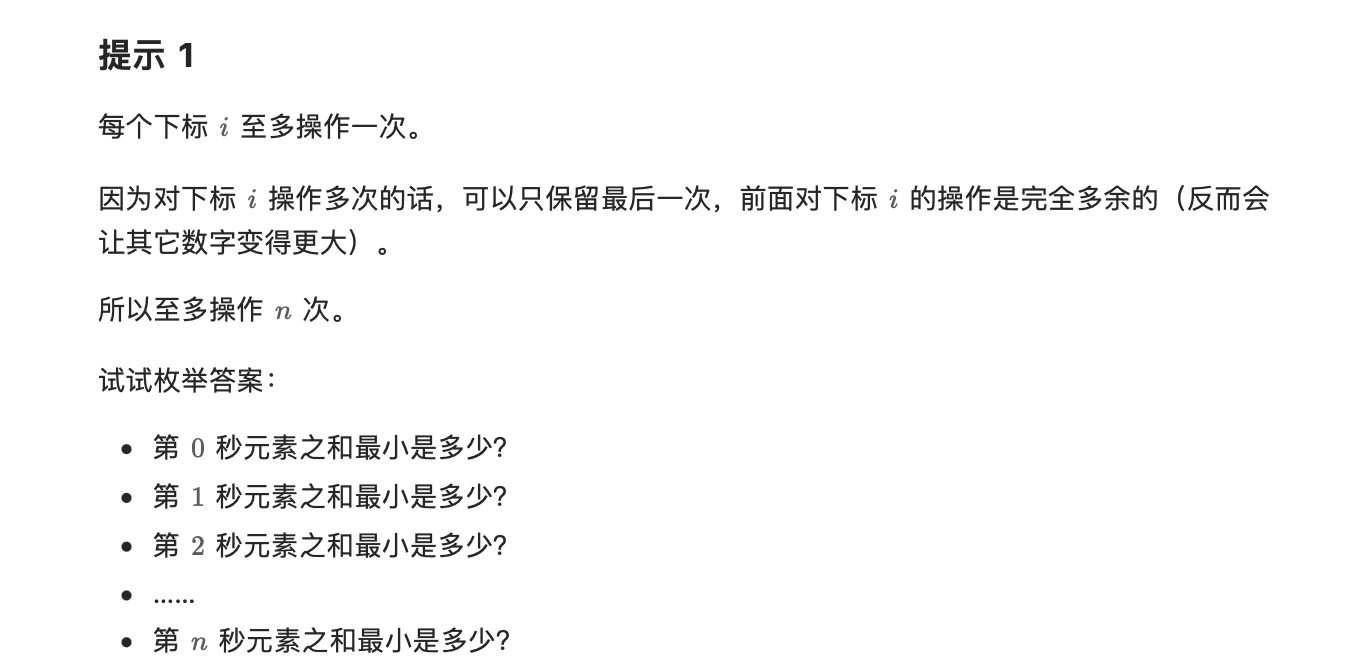 提示 1
每个下标 i 至多操作一次。
因为对下标 i 操作多次的话，可以只保留最后一次，前面对下标 i 的操作是完全多余的（反而会
让其它数字变得更大）。
所以至多操作 n 次。
试试枚举答案：
• 第 0 秒元素之和最小是多少？
• 第 1 秒元素之和最小是多少？
• 第 2 秒元素之和最小是多少？
• ……
• 第 n 秒元素之和最小是多少？